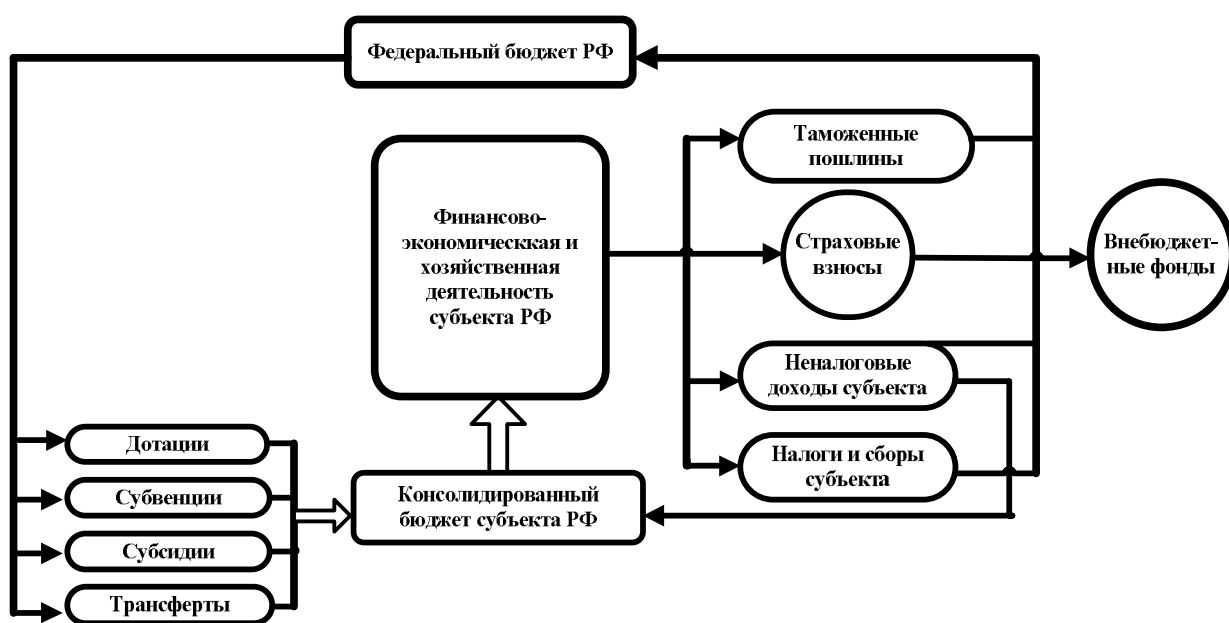 Федеральный бюджет РФ
Таможенные
пошлины
Финансово-
экономическкая и
хозяйственная
деятельность
субъекта РФ
Страховые
взносы
Внебюджет-
ные фонды
Неналоговые
доходы субъекта
Дотации
Субвенции
Субсидии
Трансферты
Консолидированный
бюджет субъекта РФ
Налоги и сборы
субъекта